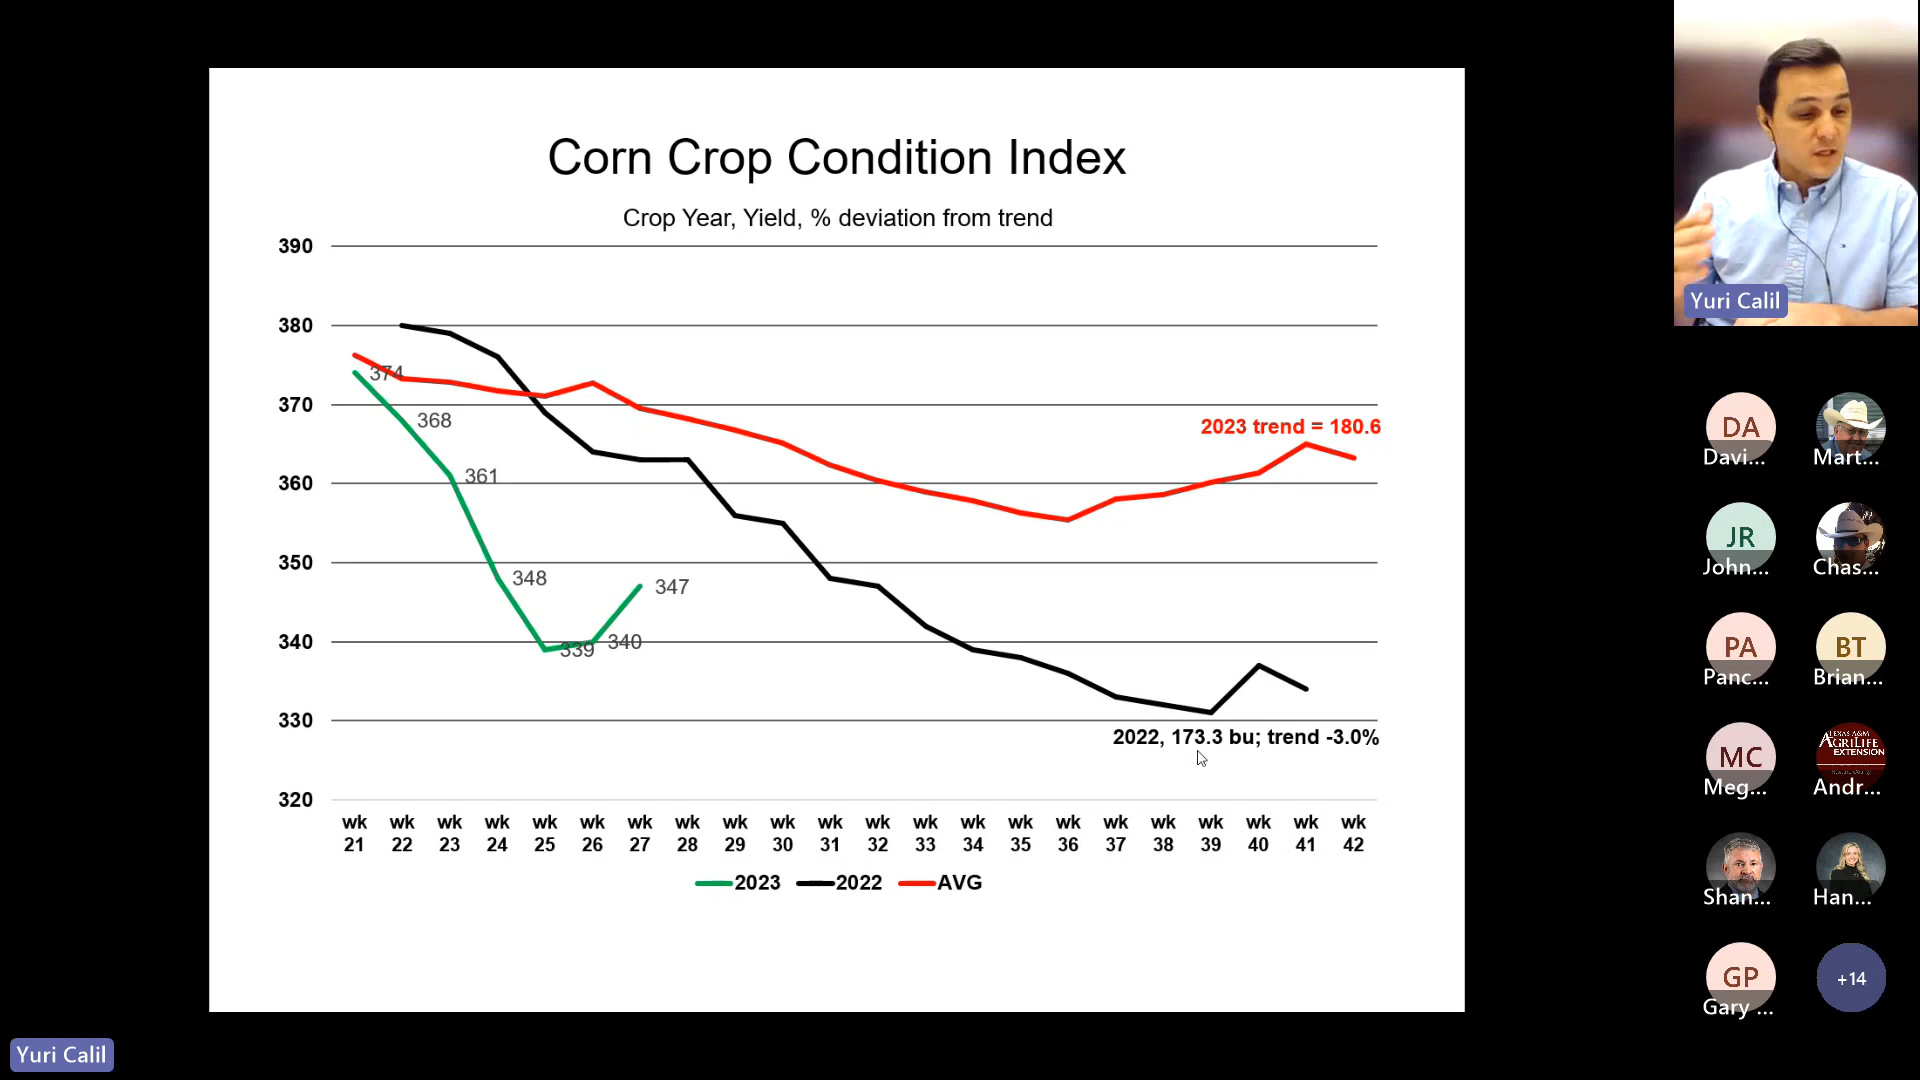 Corn Crop Condition Index
Crop Year, Yield, % deviation from trend
390
380
370
360
350
340
330
320
374
368
361
348
339
340
347
2023 trend = 180.6
2022, 173.3 bu; trend -3.0%
wk 21
wk 22
wk 23
wk 24
wk 25
wk 26
wk 27
wk 28
wk 29
wk 30
wk 31
wk 32
wk 33
wk 34
wk 35
wk 36
wk 37
wk 38
wk 39
wk 40
wk 41
wk 42
2023 2022 AVG
Yuri Calil
DA
Davi...
Mart...
JR
John...
Chas...
PA
Panc...
BT
Brian...
MC
Meg...
TEXAS A&M
AGRILIFE
EXTENSION
Andr...
Shan...
Han...
GP
Gary ...
+14
Yuri Calil